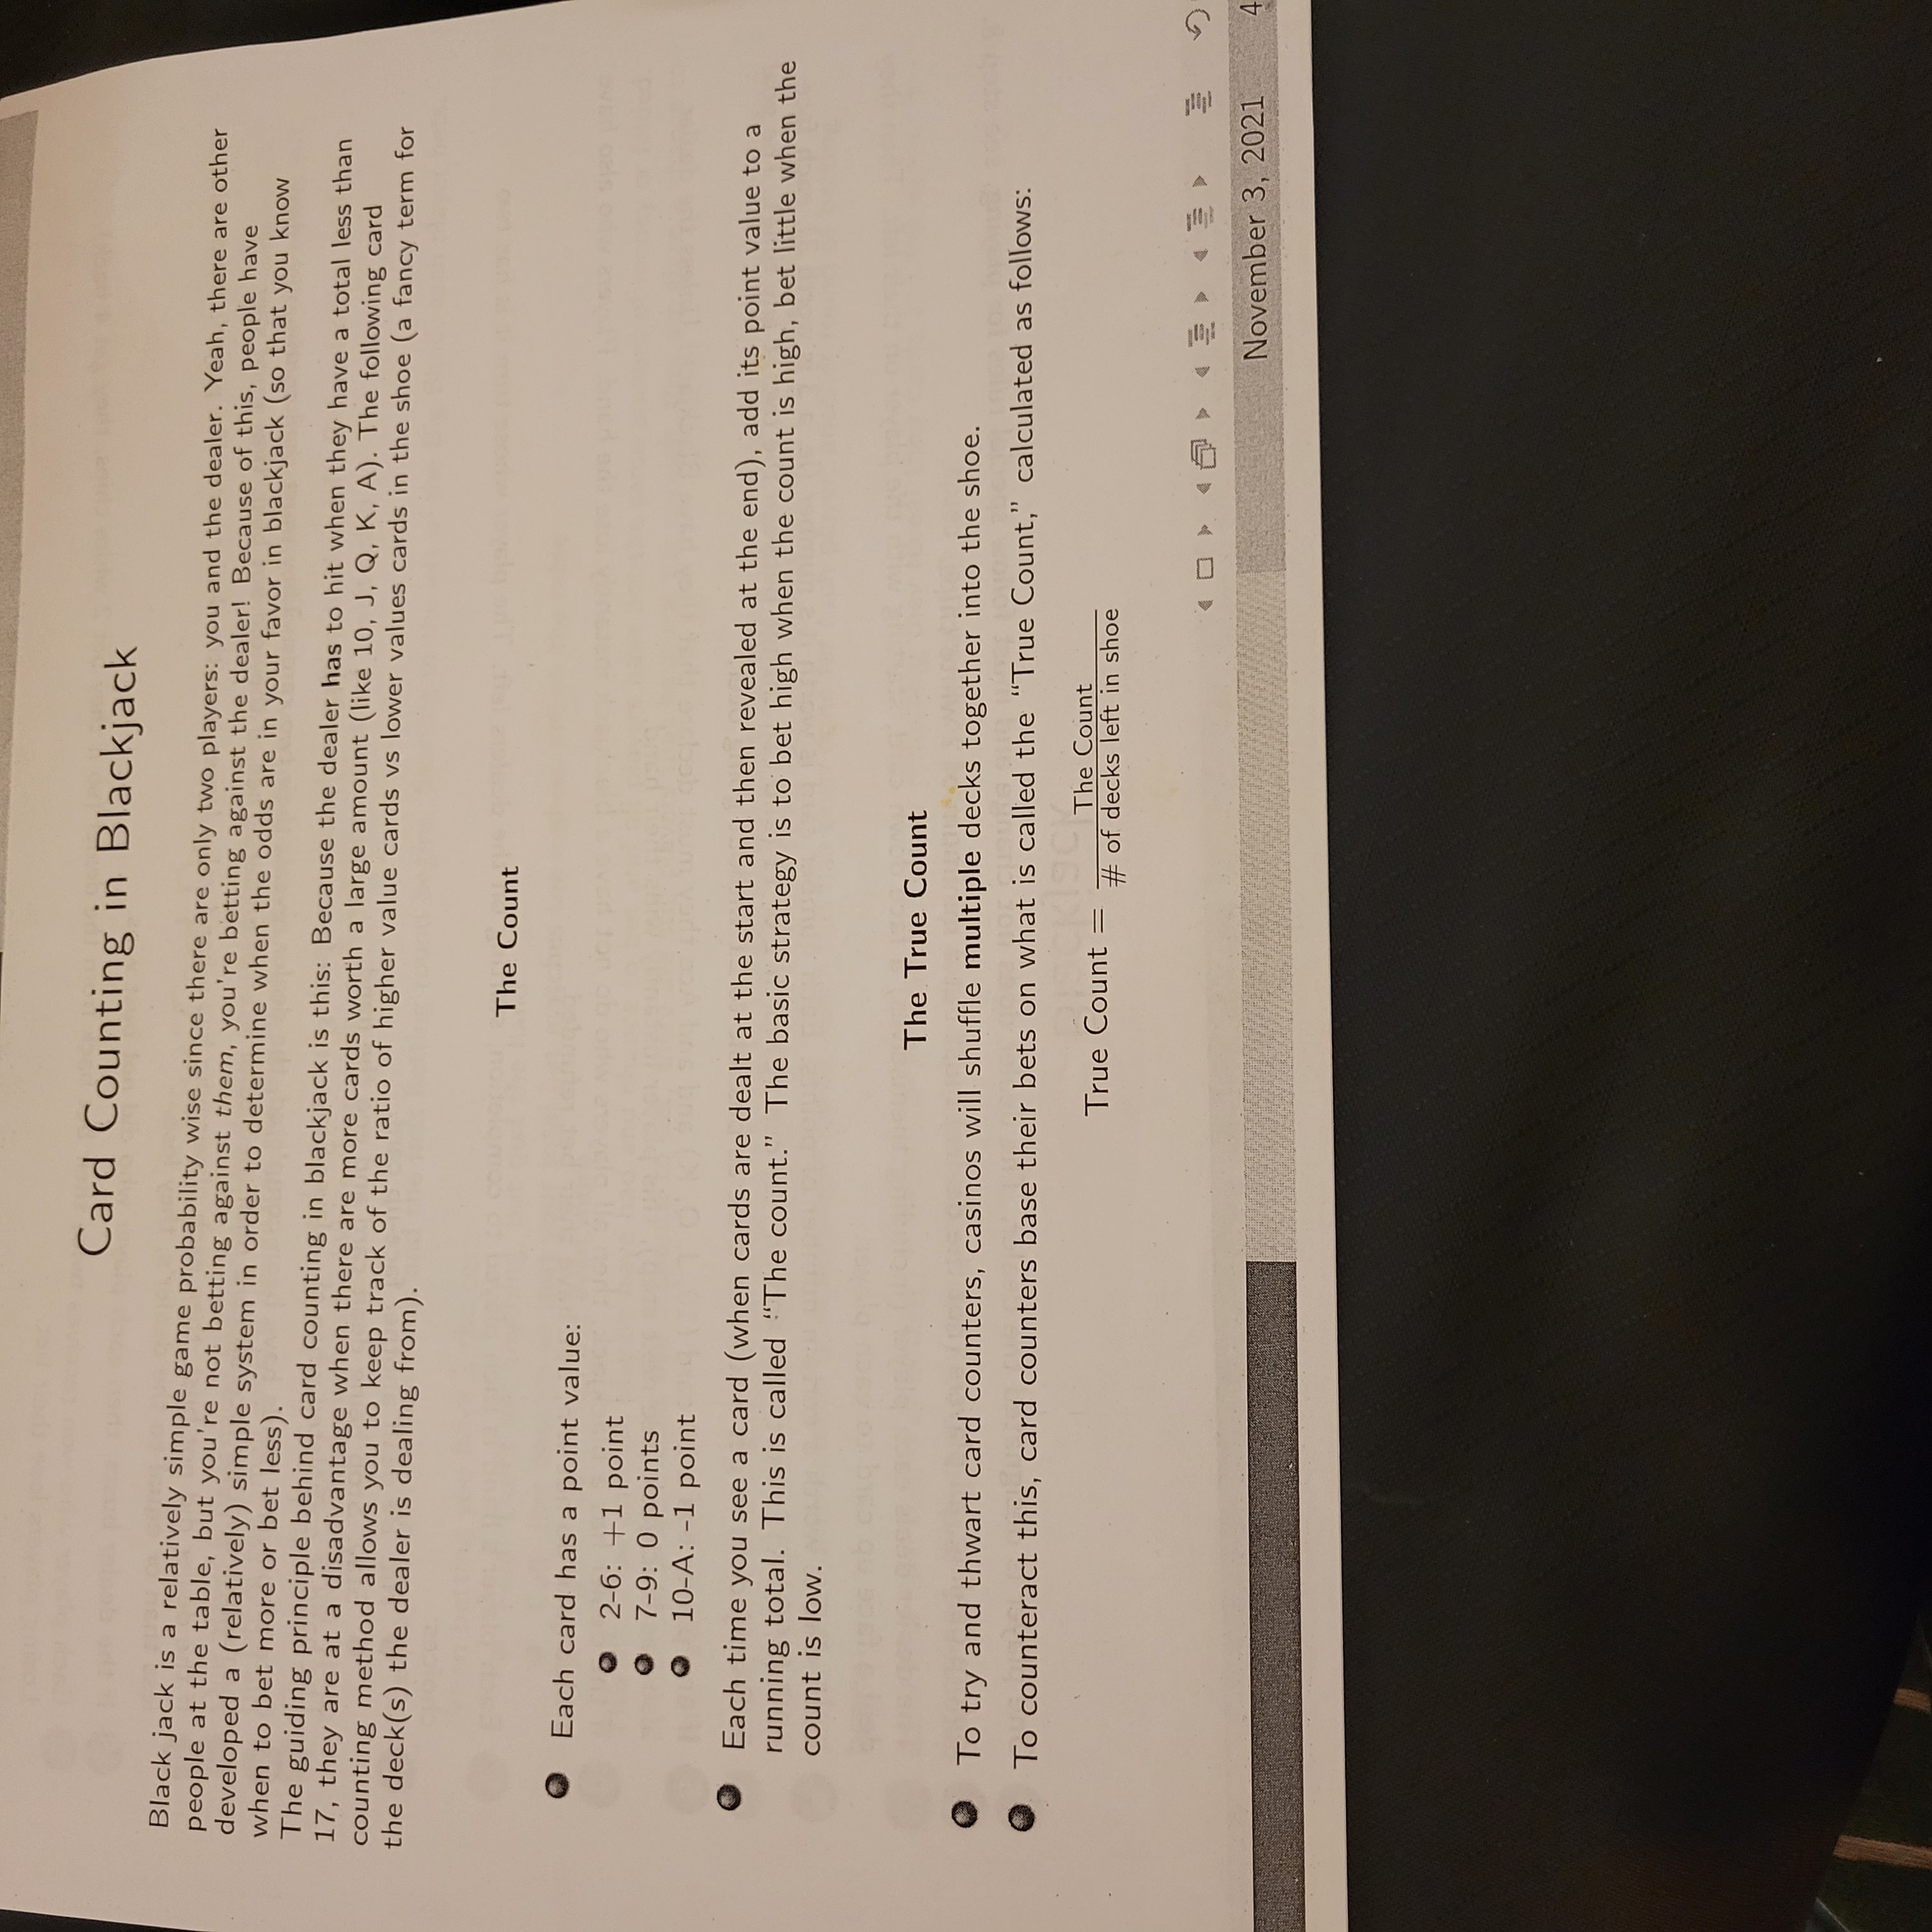 Card Counting in Blackjack
Black jack is a relatively simple game probability wise since there are only two players: you and the dealer. Yeah, there are other
people at the table, but you're not betting against them, you're betting against the dealer! Because of this, people have
developed a (relatively) simple system in order to determine when the odds are in your favor in blackjack (so that you know
when to bet more or bet less).
The guiding principle behind card counting in blackjack is this: Because the dealer has to hit when they have a total less than
17, they are at a disadvantage when there are more cards worth a large amount (like 10, J, Q, K, A). The following card
counting method allows you to keep track of the ratio of higher value cards vs lower values cards in the shoe (a fancy term for
the deck(s) the dealer is dealing from).
The Count
Each card has a point value:
2-6: +1 point
7-9: 0 points
10-A: -1 point
Each time you see a card (when cards are dealt at the start and then revealed at the end), add its point value to a
running total. This is called “The count.” The basic strategy is to bet high when the count is high, bet little when the
count is low.
The True Count
To try and thwart card counters, casinos will shuffle multiple decks together into the shoe.
To counteract this, card counters base their bets on what is called the “True Count,” calculated as follows:
True Count = The Count
# of decks left in shoe
November 3, 2021 4